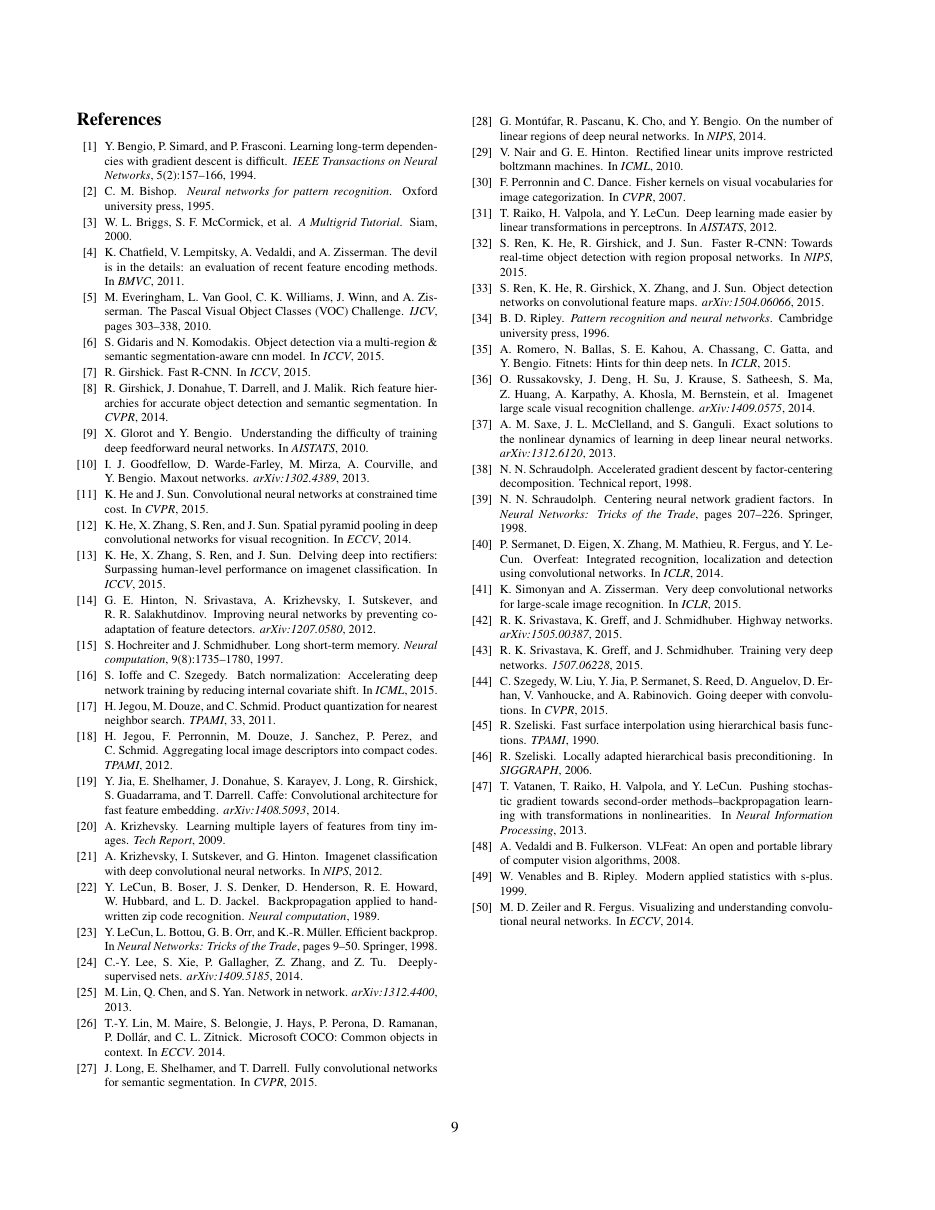 References
[1] Y. Bengio, P. Simard, and P. Frasconi. Learning long-term dependen-
cies with gradient descent is difficult. IEEE Transactions on Neural
Networks, 5(2):157–166, 1994.
[2] C. M. Bishop. Neural networks for pattern recognition. Oxford
university press, 1995.
[3] W. L. Briggs, S. F. McCormick, et al. A Multigrid Tutorial. Siam,
2000.
[4] K. Chatfield, V. Lempitsky, A. Vedaldi, and A. Zisserman. The devil
is in the details: an evaluation of recent feature encoding methods.
In BMVC, 2011.
[5] M. Everingham, L. Van Gool, C. K. Williams, J. Winn, and A. Zis-
serman. The Pascal Visual Object Classes (VOC) Challenge. IJCV,
pages 303–338, 2010.
[6] S. Gidaris and N. Komodakis. Object detection via a multi-region &
semantic segmentation-aware cnn model. In ICCV, 2015.
[7] R. Girshick. Fast R-CNN. In ICCV, 2015.
[8] R. Girshick, J. Donahue, T. Darrell, and J. Malik. Rich feature hier-
archies for accurate object detection and semantic segmentation. In
CVPR, 2014.
[9] X. Glorot and Y. Bengio. Understanding the difficulty of training
deep feedforward neural networks. In AISTATS, 2010.
[10] I. J. Goodfellow, D. Warde-Farley, M. Mirza, A. Courville, and
Y. Bengio. Maxout networks. arXiv:1302.4389, 2013.
[11] K. He and J. Sun. Convolutional neural networks at constrained time
cost. In CVPR, 2015.
[12] K. He, X. Zhang, S. Ren, and J. Sun. Spatial pyramid pooling in deep
convolutional networks for visual recognition. In ECCV, 2014.
[13] K. He, X. Zhang, S. Ren, and J. Sun. Delving deep into rectifiers:
Surpassing human-level performance on imagenet classification. In
ICCV, 2015.
[14] G. E. Hinton, N. Srivastava, A. Krizhevsky, I. Sutskever, and
R. R. Salakhutdinov. Improving neural networks by preventing co-
adaptation of feature detectors. arXiv:1207.0580, 2012.
[15] S. Hochreiter and J. Schmidhuber. Long short-term memory. Neural
computation, 9(8):1735–1780, 1997.
[16] S. Ioffe and C. Szegedy. Batch normalization: Accelerating deep
network training by reducing internal covariate shift. In ICML, 2015.
[17] H. Jegou, M. Douze, and C. Schmid. Product quantization for nearest
neighbor search. TPAMI, 33, 2011.
[18] H. Jegou, F. Perronnin, M. Douze, J. Sanchez, P. Perez, and
C. Schmid. Aggregating local image descriptors into compact codes.
TPAMI, 2012.
[19] Y. Jia, E. Shelhamer, J. Donahue, S. Karayev, J. Long, R. Girshick,
S. Guadarrama, and T. Darrell. Caffe: Convolutional architecture for
fast feature embedding. arXiv:1408.5093, 2014.
[20] A. Krizhevsky. Learning multiple layers of features from tiny im-
ages. Tech Report, 2009.
[21] A. Krizhevsky, I. Sutskever, and G. Hinton. Imagenet classification
with deep convolutional neural networks. In NIPS, 2012.
[22] Y. LeCun, B. Boser, J. S. Denker, D. Henderson, R. E. Howard,
W. Hubbard, and L. D. Jackel. Backpropagation applied to hand-
written zip code recognition. Neural computation, 1989.
[23] Y. LeCun, L. Bottou, G. B. Orr, and K.-R. Müller. Efficient backprop.
In Neural Networks: Tricks of the Trade, pages 9–50. Springer, 1998.
[24] C.-Y. Lee, S. Xie, P. Gallagher, Z. Zhang, and Z. Tu. Deeply-
supervised nets. arXiv:1409.5185, 2014.
[25] M. Lin, Q. Chen, and S. Yan. Network in network. arXiv:1312.4400,
2013.
[26] T.-Y. Lin, M. Maire, S. Belongie, J. Hays, P. Perona, D. Ramanan,
P. Dollár, and C. L. Zitnick. Microsoft COCO: Common objects in
context. In ECCV. 2014.
[27] J. Long, E. Shelhamer, and T. Darrell. Fully convolutional networks
for semantic segmentation. In CVPR, 2015.
[28] G. Montúfar, R. Pascanu, K. Cho, and Y. Bengio. On the number of
linear regions of deep neural networks. In NIPS, 2014.
[29] V. Nair and G. E. Hinton. Rectified linear units improve restricted
boltzmann machines. In ICML, 2010.
[30] F. Perronnin and C. Dance. Fisher kernels on visual vocabularies for
image categorization. In CVPR, 2007.
[31] T. Raiko, H. Valpola, and Y. LeCun. Deep learning made easier by
linear transformations in perceptrons. In AISTATS, 2012.
[32] S. Ren, K. He, R. Girshick, and J. Sun. Faster R-CNN: Towards
real-time object detection with region proposal networks. In NIPS,
2015.
[33] S. Ren, K. He, R. Girshick, X. Zhang, and J. Sun. Object detection
networks on convolutional feature maps. arXiv:1504.06066, 2015.
[34] B. D. Ripley. Pattern recognition and neural networks. Cambridge
university press, 1996.
[35] A. Romero, N. Ballas, S. E. Kahou, A. Chassang, C. Gatta, and
Y. Bengio. Fitnets: Hints for thin deep nets. In ICLR, 2015.
[36] O. Russakovsky, J. Deng, H. Su, J. Krause, S. Satheesh, S. Ma,
Z. Huang, A. Karpathy, A. Khosla, M. Bernstein, et al. Imagenet
large scale visual recognition challenge. arXiv:1409.0575, 2014.
[37] A. M. Saxe, J. L. McClelland, and S. Ganguli. Exact solutions to
the nonlinear dynamics of learning in deep linear neural networks.
arXiv:1312.6120, 2013.
[38] N. N. Schraudolph. Accelerated gradient descent by factor-centering
decomposition. Technical report, 1998.
[39] N. N. Schraudolph. Centering neural network gradient factors. In
Neural Networks: Tricks of the Trade, pages 207–226. Springer,
1998.
[40] P. Sermanet, D. Eigen, X. Zhang, M. Mathieu, R. Fergus, and Y. Le-
Cun. Overfeat: Integrated recognition, localization and detection
using convolutional networks. In ICLR, 2014.
[41] K. Simonyan and A. Zisserman. Very deep convolutional networks
for large-scale image recognition. In ICLR, 2015.
[42] R. K. Srivastava, K. Greff, and J. Schmidhuber. Highway networks.
arXiv:1505.00387, 2015.
[43] R. K. Srivastava, K. Greff, and J. Schmidhuber. Training very deep
networks. 1507.06228, 2015.
[44] C. Szegedy, W. Liu, Y. Jia, P. Sermanet, S. Reed, D. Anguelov, D. Er-
han, V. Vanhoucke, and A. Rabinovich. Going deeper with convolu-
tions. In CVPR, 2015.
[45] R. Szeliski. Fast surface interpolation using hierarchical basis func-
tions. TPAMI, 1990.
[46] R. Szeliski. Locally adapted hierarchical basis preconditioning. In
SIGGRAPH, 2006.
[47] T. Vatanen, T. Raiko, H. Valpola, and Y. LeCun. Pushing stochas-
tic gradient towards second-order methods–backpropagation learn-
ing with transformations in nonlinearities. In Neural Information
Processing, 2013.
[48] A. Vedaldi and B. Fulkerson. VLFeat: An open and portable library
of computer vision algorithms, 2008.
[49] W. Venables and B. Ripley. Modern applied statistics with s-plus.
1999.
[50] M. D. Zeiler and R. Fergus. Visualizing and understanding convolu-
tional neural networks. In ECCV, 2014.
9